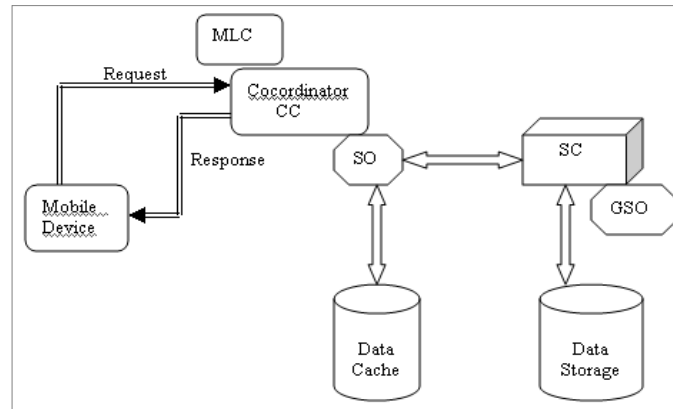 MLC
Request
Cocordinator
CC
Response
SO
SC
Mobile
Device
GSO
Data
Cache
Data
Storage